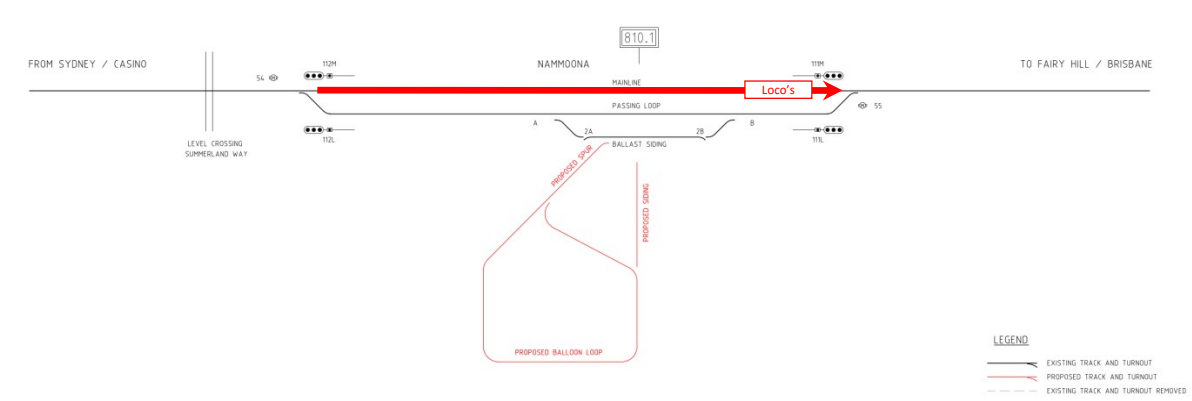 810.1
FROM SYDNEY / CASINO
112M
NAMMOONA
111M
TO FAIRY HILL / BRISBANE
54
MAINLINE
Loco's
PASSING LOOP
55
A
2A
2B
B
LEVEL CROSSING
SUMMERLAND WAY
112L
BALLAST SIDING
111L
PROPOSED SPUR
PROPOSED SIDING
PROPOSED BALLOON LOOP
LEGEND
EXISTING TRACK AND TURNOUT
PROPOSED TRACK AND TURNOUT
EXISTING TRACK AND TURNOUT REMOVED